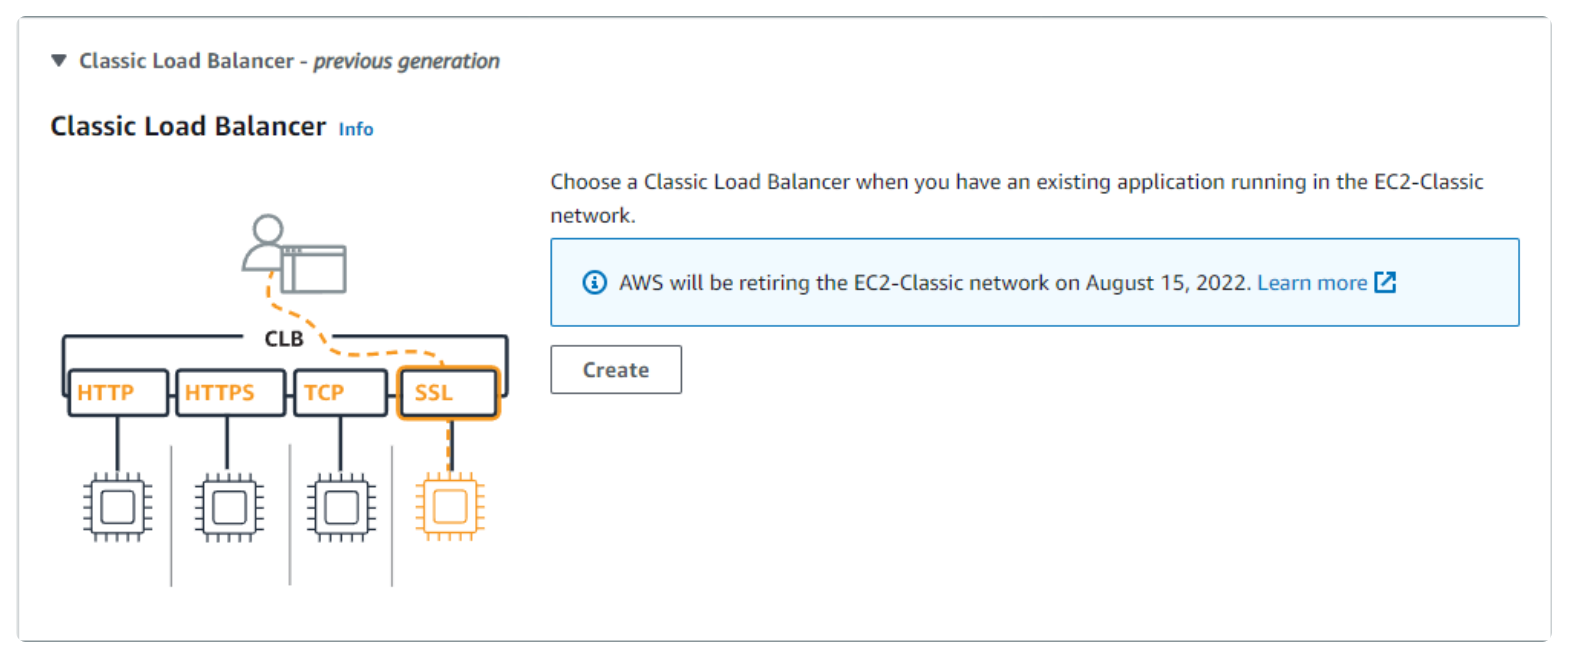 Classic Load Balancer - previous generation
Classic Load Balancer Info
Choose a Classic Load Balancer when you have an existing application running in the EC2-Classic
network.
AWS will be retiring the EC2-Classic network on August 15, 2022. Learn more
Create
CLB
HTTP HTTPS TCP SSL